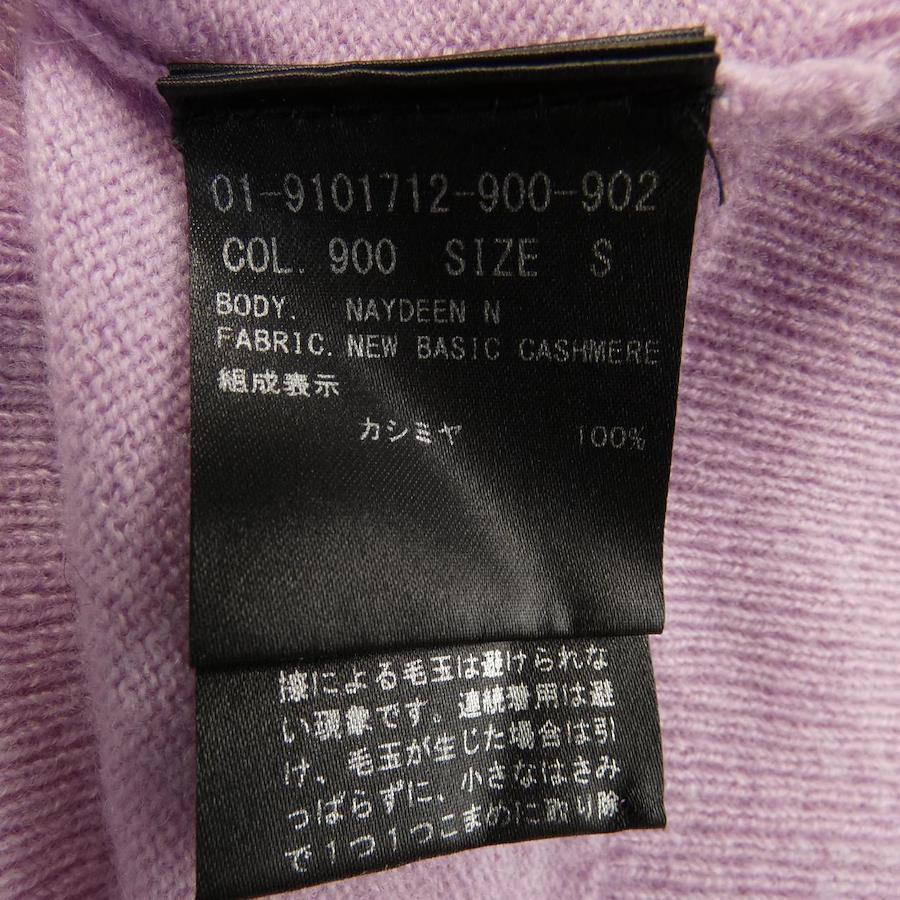 01-9101712-900-902
COL. 900 SIZE S
BODY. NAYDEEN N
FABRIC. NEW BASIC CASHMERE
組成表示
カシミヤ 100%
擦による毛玉は避けられな
い現象です。連続着用は避
け、毛玉が生じた場合は引
っぱらずに、小さなはさみ
で1つ1つこまめに取り除